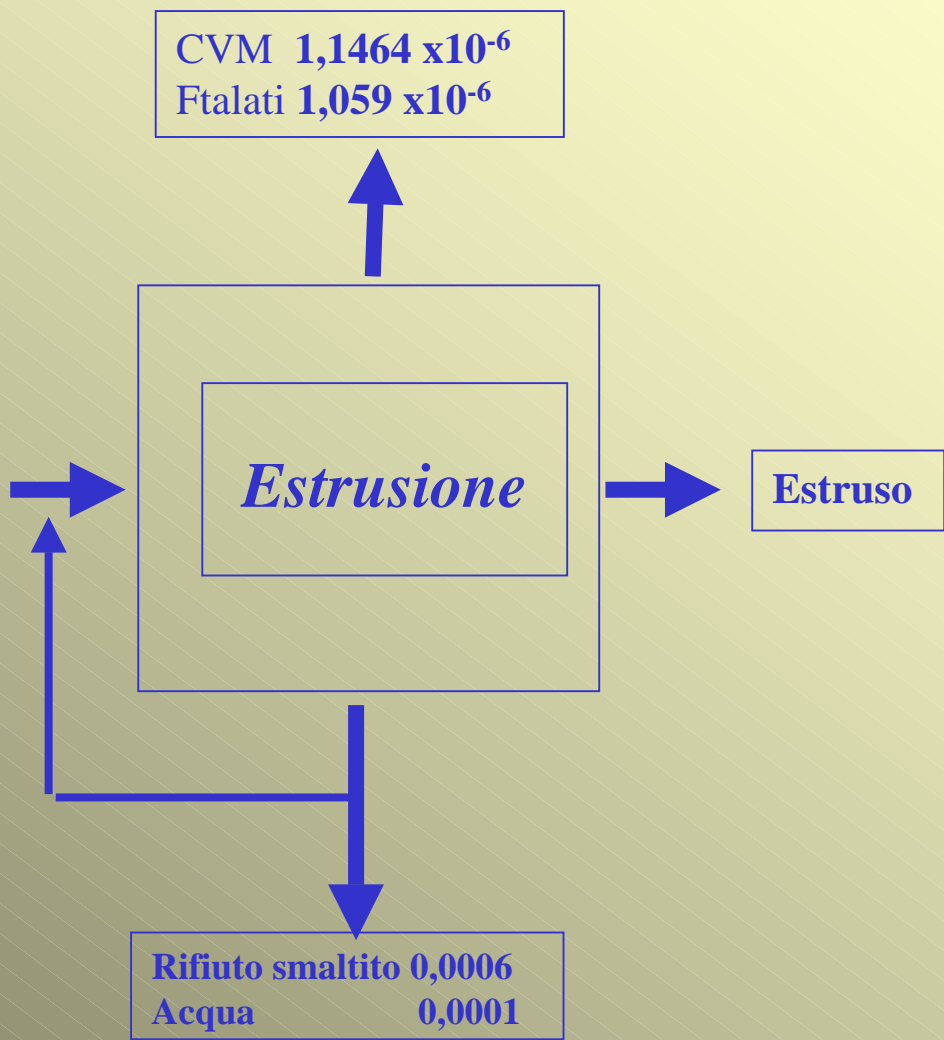 CVM 1,1464 x10⁻⁶
Ftalati 1,059 x10⁻⁶
Estrusione
Estruso
Rifiuto smaltito 0,0006
Acqua 0,0001